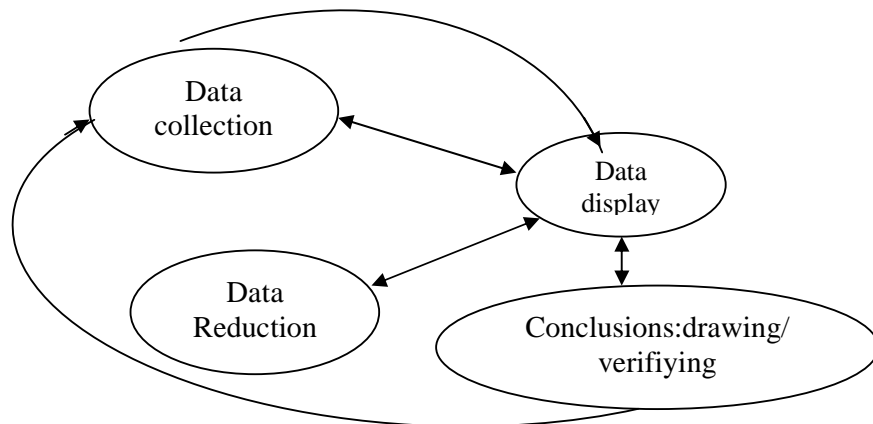 Data
collection
Data
display
Data
Reduction
Conclusions:drawing/
verifiying